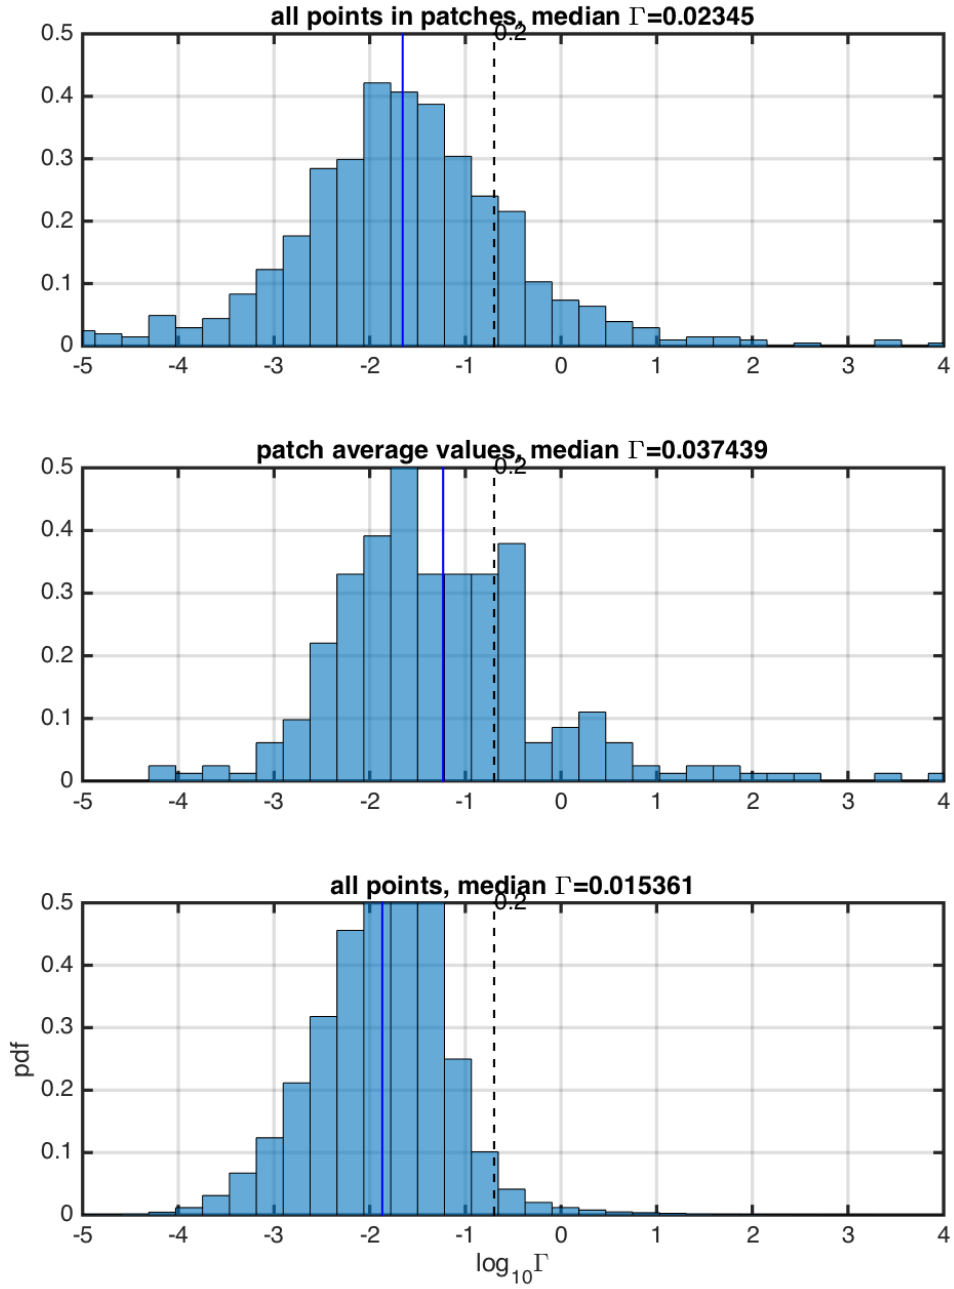 all points in patches, median Γ=0.02345
0.2
0.5
0.4
0.3
0.2
0.1
0
-5 -4 -3 -2 -1 0 1 2 3 4
patch average values, median Γ=0.037439
0.2
0.5
0.4
0.3
0.2
0.1
0
-5 -4 -3 -2 -1 0 1 2 3 4
all points, median Γ=0.015361
0.2
0.5
0.4
0.3
0.2
0.1
0
pdf
-5 -4 -3 -2 -1 0 1 2 3 4
log10Γ